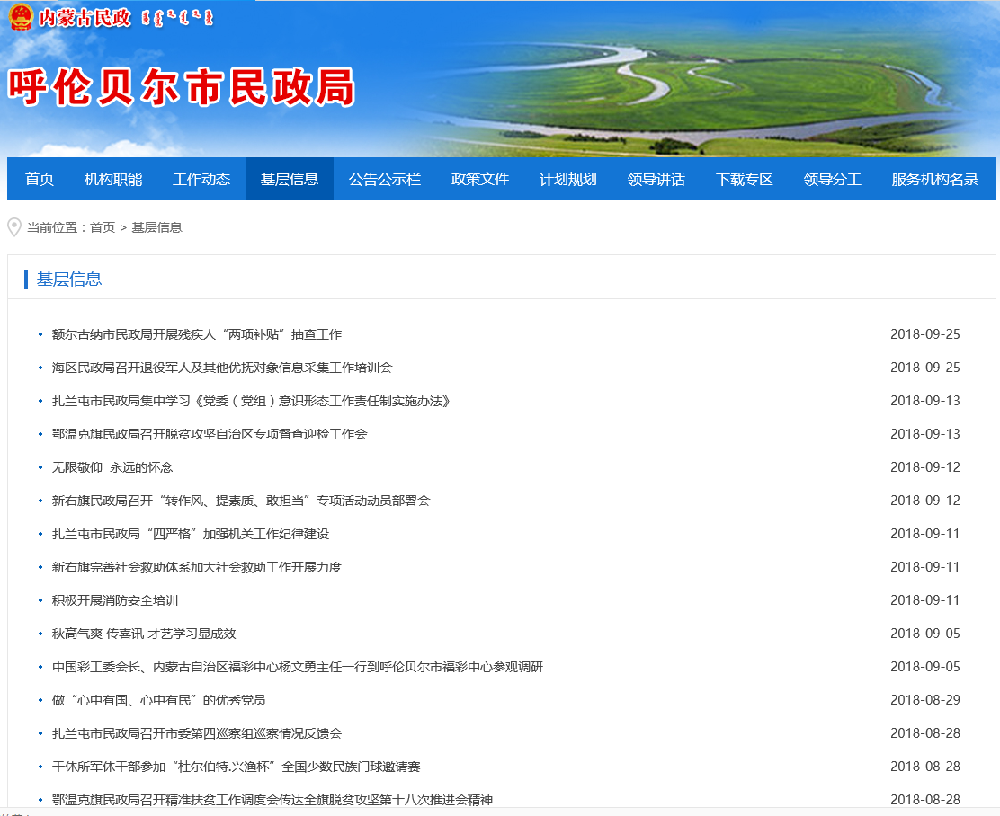 内蒙古民政
呼伦贝尔市民政局
首页 机构职能 工作动态 基层信息 公告公示栏 政策文件 计划规划 领导讲话 下载专区 领导分工 服务机构名录
当前位置：首页 > 基层信息
基层信息
额尔古纳市民政局开展残疾人“两项补贴”抽查工作 2018-09-25
海区民政局召开退役军人及其他优抚对象信息采集工作培训会 2018-09-25
扎兰屯市民政局集中学习《党委（党组）意识形态工作责任制实施办法》 2018-09-13
鄂温克旗民政局召开脱贫攻坚自治区专项督查迎检工作会 2018-09-13
无限敬仰 永远的怀念 2018-09-12
新右旗民政局召开“转作风、提素质、敢担当”专项活动动员部署会 2018-09-12
扎兰屯市民政局“四严格”加强机关工作纪律建设 2018-09-11
新右旗完善社会救助体系加大社会救助工作开展力度 2018-09-11
积极开展消防安全培训 2018-09-11
秋高气爽 传喜讯 才艺学习显成效 2018-09-05
中国彩工委会长、内蒙古自治区福彩中心杨文勇主任一行到呼伦贝尔市福彩中心参观调研 2018-09-05
做“心中有国、心中有民”的优秀党员 2018-08-29
扎兰屯市民政局召开市委第四巡察组巡察情况反馈会 2018-08-28
干休所军休干部参加“杜尔伯特.兴渔杯”全国少数民族门球邀请赛 2018-08-28
鄂温克旗民政局召开精准扶贫工作调度会传达全旗脱贫攻坚第十八次推进会精神 2018-08-28